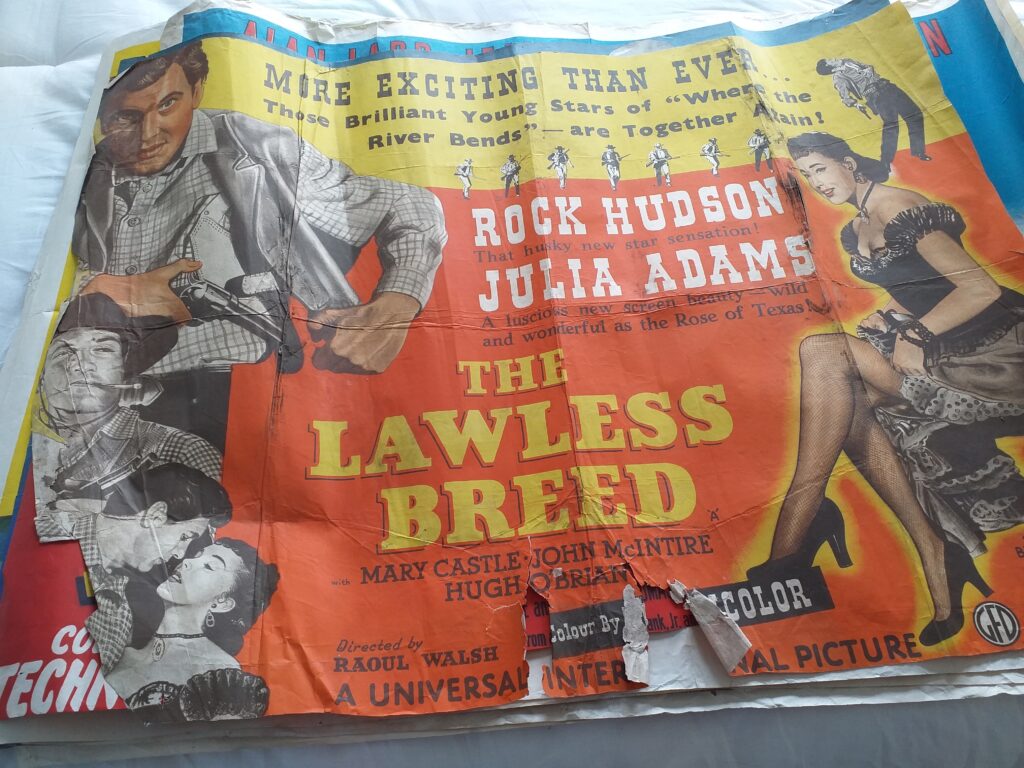 ALAN LADD
MORE EXCITING THAN EVER...
Those Brilliant Young Stars of "Where the
River Bends" — are Together Again!
ROCK HUDSON
That husky new star sensation!
JULIA ADAMS
A luscious new screen beauty — wild
and wonderful as the Rose of Texas!
THE
LAWLESS
BREED
A
with MARY CASTLE JOHN McINTIRE
HUGH O'BRIAN
Colour By COLOR
Directed by
RAOUL WALSH
A UNIVERSAL INTER NAL PICTURE
GFD
TECHN